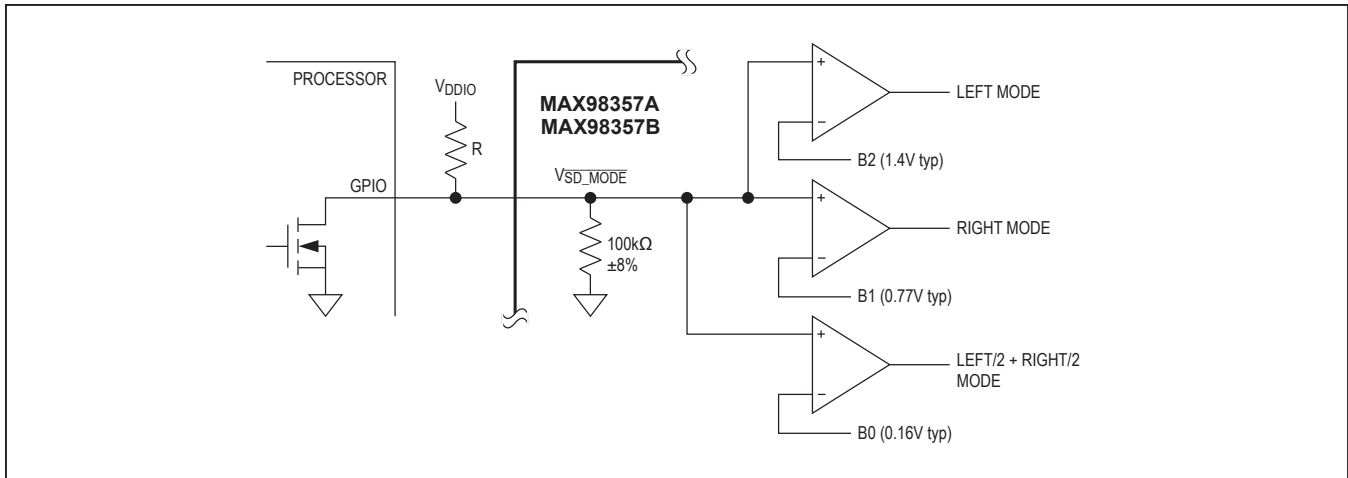 PROCESSOR
VDDIO
R
GPIO
MAX98357A
MAX98357B
VSD_MODE
100kΩ
±8%
+
−
LEFT MODE
B2 (1.4V typ)
+
−
RIGHT MODE
B1 (0.77V typ)
+
−
LEFT/2 + RIGHT/2
MODE
B0 (0.16V typ)